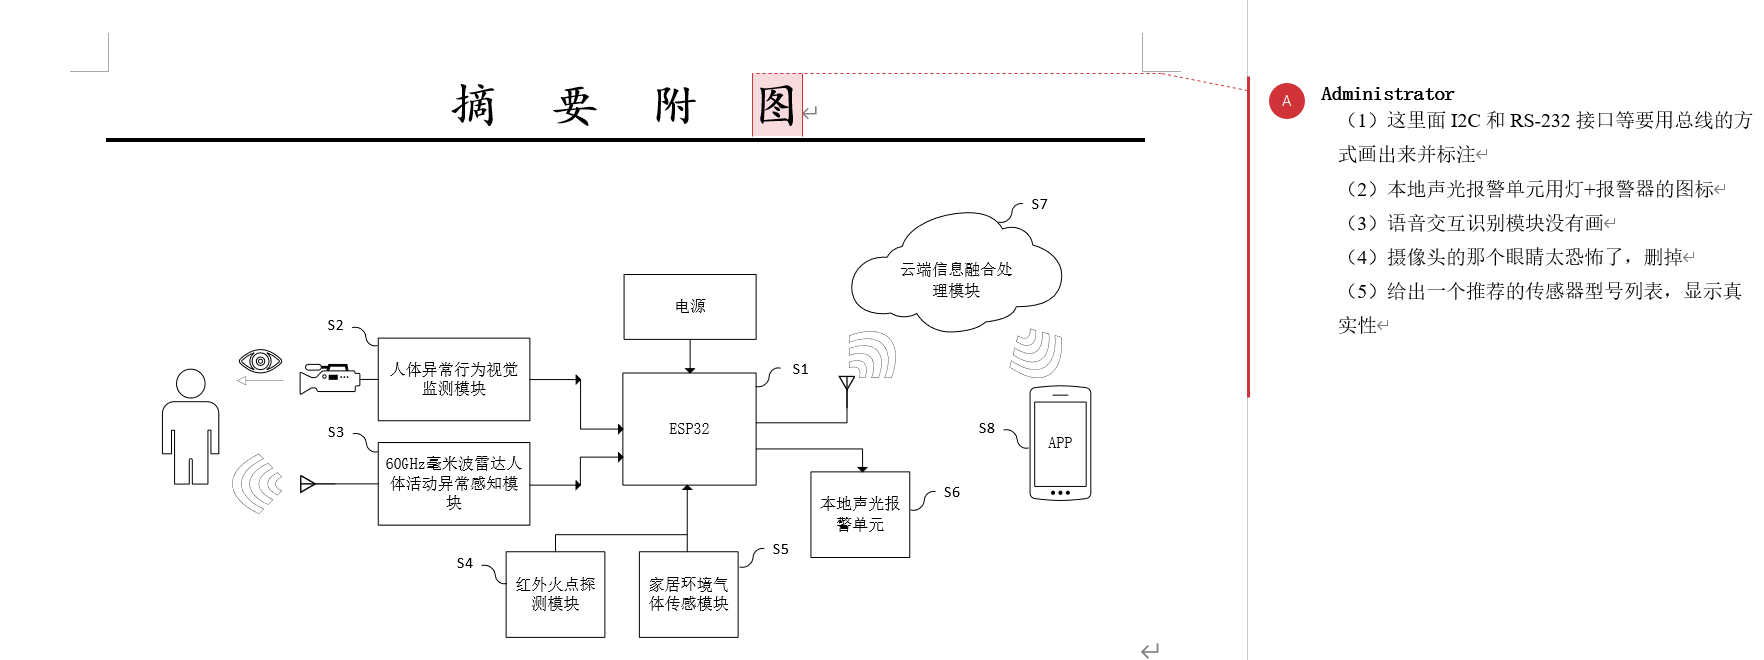 摘 要 附 图
A
Administrator
（1）这里面 I2C 和 RS-232 接口等要用总线的方
式画出来并标注
（2）本地声光报警单元用灯+报警器的图标
（3）语音交互识别模块没有画
（4）摄像头的那个眼睛太恐怖了，删掉
（5）给出一个推荐的传感器型号列表，显示真
实性
S7
云端信息融合处
理模块
电源
S2
人体异常行为视觉
监测模块
S1
ESP32
S3
60GHz毫米波雷达人
体活动异常感知模
块
S8
APP
S6
本地声光报
警单元
S4
红外火点探
测模块
S5
家居环境气
体传感模块